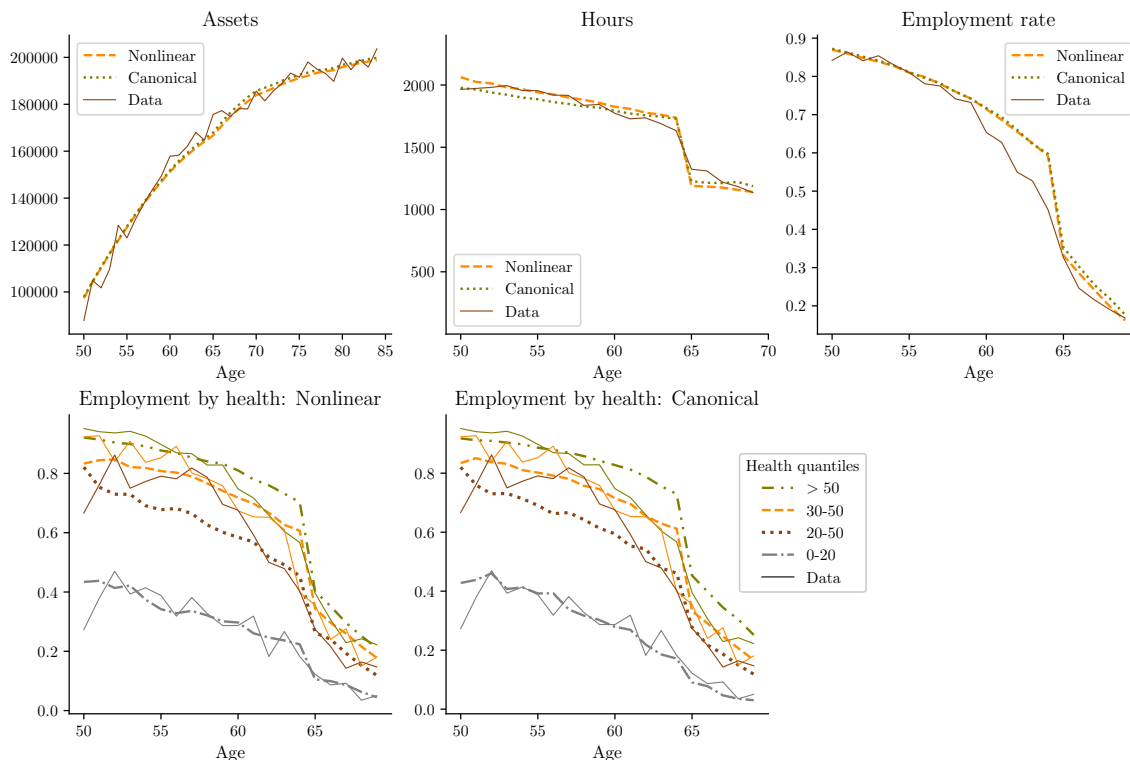 Assets
200000
180000
160000
140000
120000
100000
Nonlinear
Canonical
Data
50 55 60 65 70 75 80 85
Age
Hours
2000
1500
1000
500
Nonlinear
Canonical
Data
50 55 60 65 70
Age
Employment rate
0.9
0.8
0.7
0.6
0.5
0.4
0.3
0.2
Nonlinear
Canonical
Data
50 55 60 65
Age
Employment by health: Nonlinear
0.8
0.6
0.4
0.2
0.0
50 55 60 65
Age
Employment by health: Canonical
0.8
0.6
0.4
0.2
0.0
50 55 60 65
Age
Health quantiles
> 50
30-50
20-50
0-20
Data